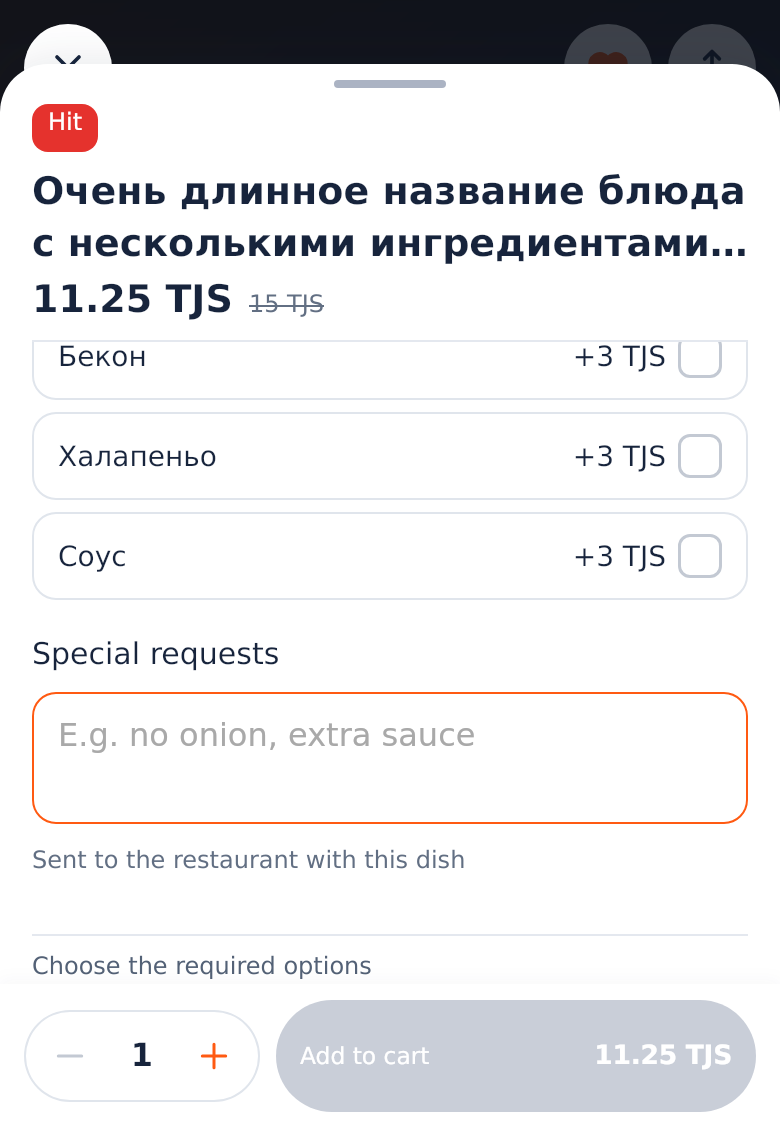 Hit
Очень длинное название блюда
с несколькими ингредиентами…
11.25 TJS 15 TJS
Бекон +3 TJS
Халапеньо +3 TJS
Соус +3 TJS
Special requests
E.g. no onion, extra sauce
Sent to the restaurant with this dish
Choose the required options
1 Add to cart 11.25 TJS